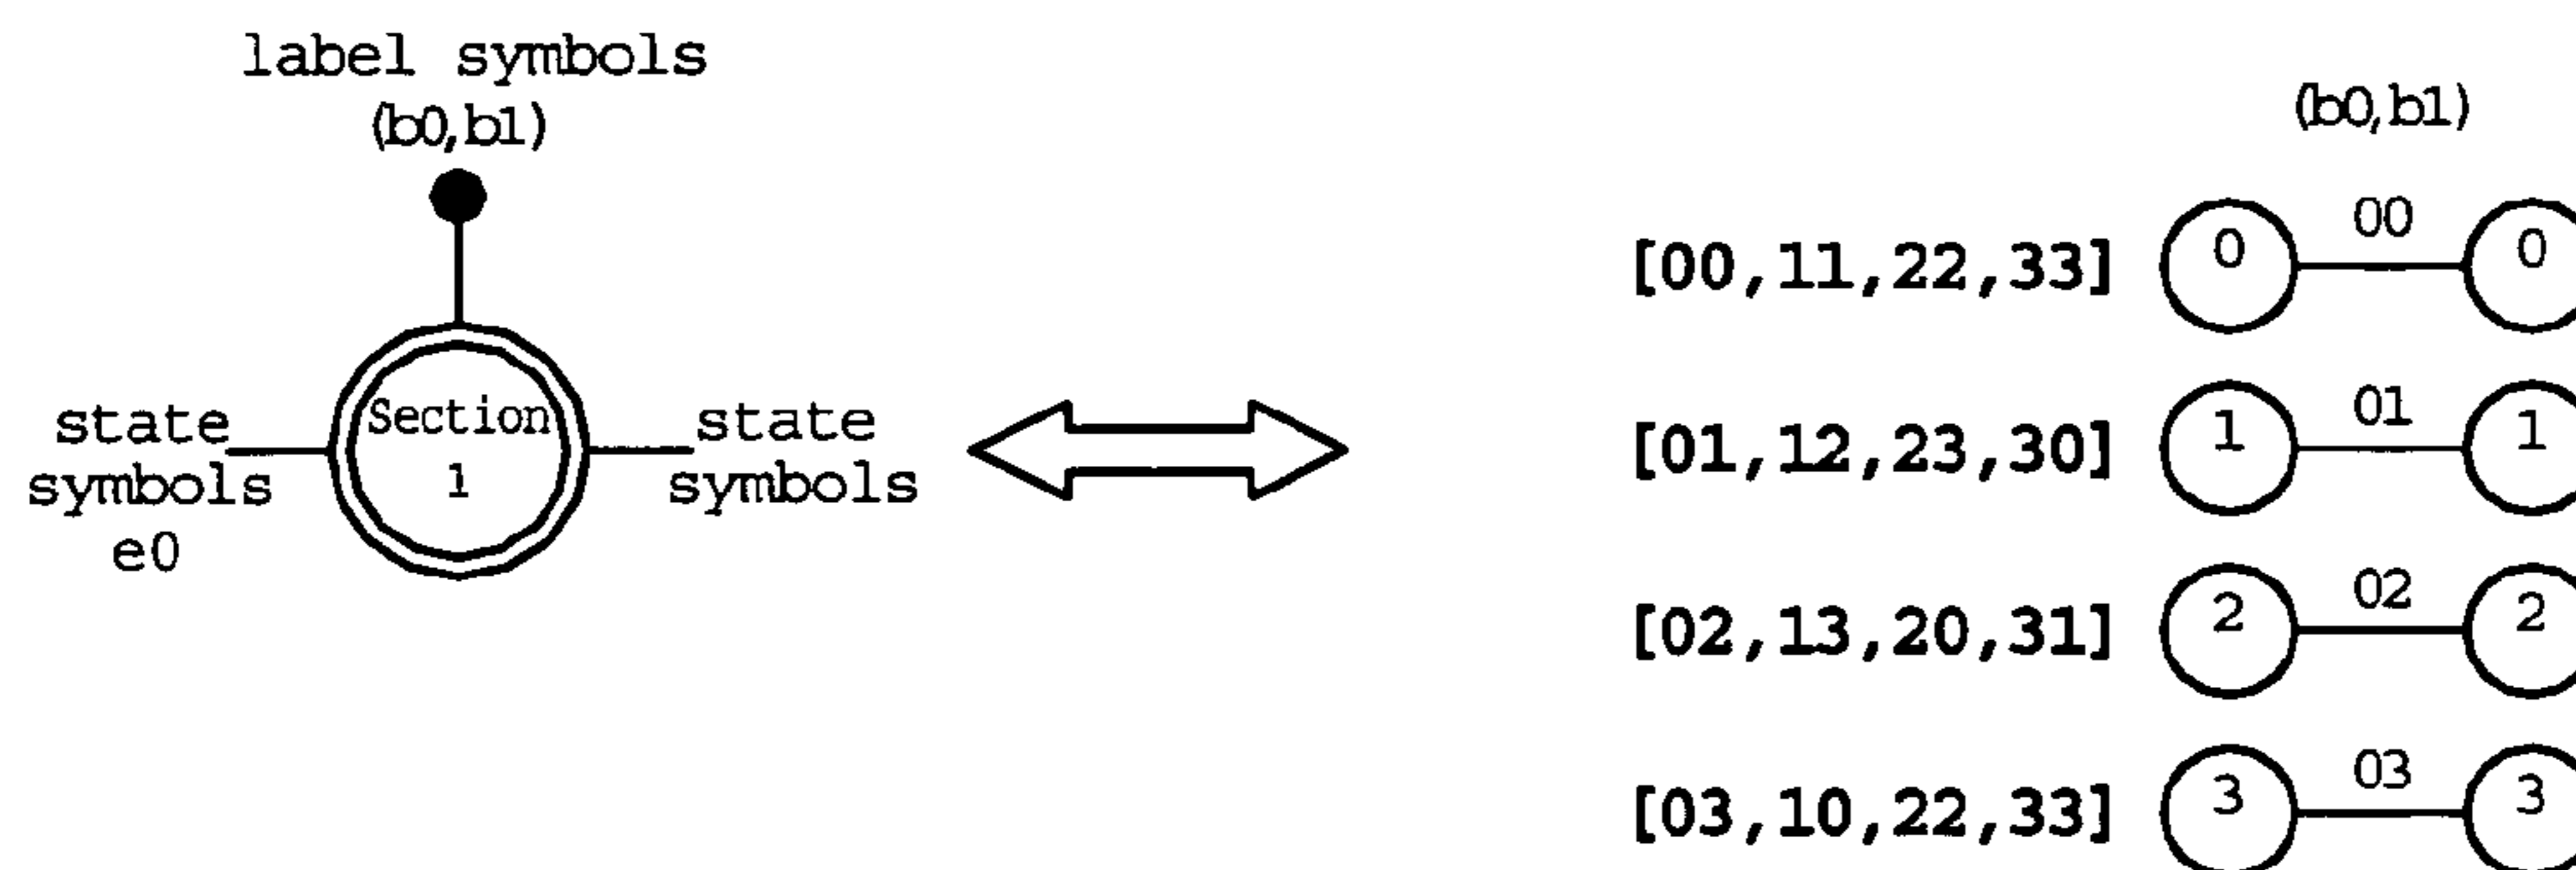 label symbols
(b0,b1)
Section
1
state
symbols
e0
state
symbols
(b0,b1)
[00,11,22,33] 0 00 0
[01,12,23,30] 1 01 1
[02,13,20,31] 2 02 2
[03,10,22,33] 3 03 3